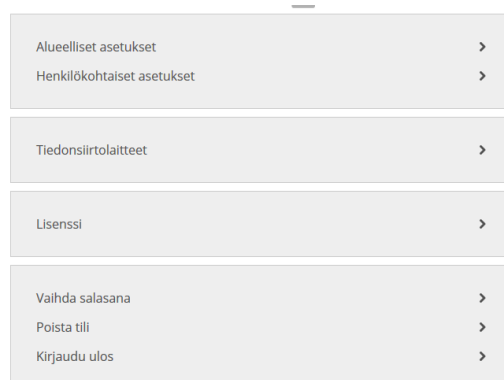 Alueelliset asetukset
Henkilökohtaiset asetukset
Tiedonsiirtolaitteet
Lisenssi
Vaihda salasana
Poista tili
Kirjaudu ulos